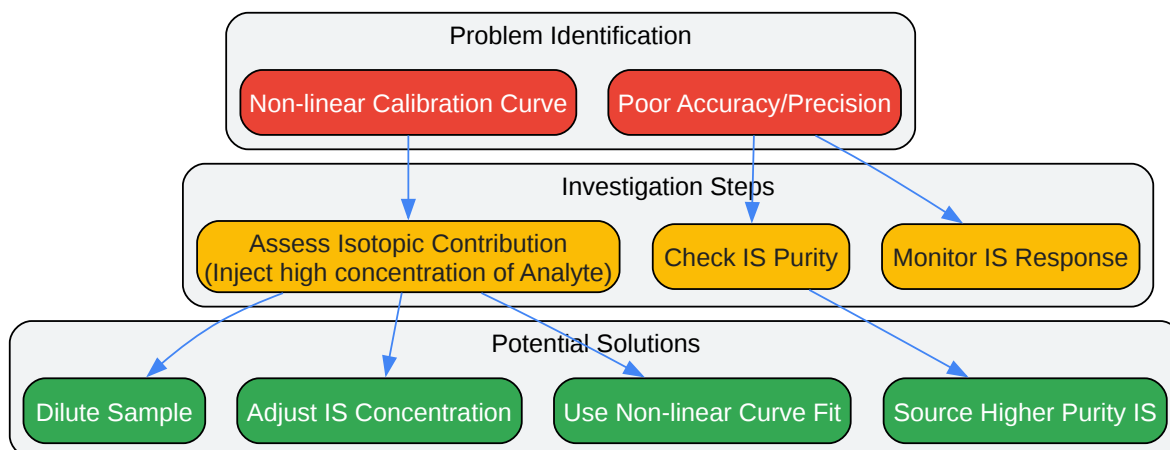 Problem Identification
Non-linear Calibration Curve
Poor Accuracy/Precision
Investigation Steps
Assess Isotopic Contribution
(Inject high concentration of Analyte)
Check IS Purity
Monitor IS Response
Potential Solutions
Dilute Sample
Adjust IS Concentration
Use Non-linear Curve Fit
Source Higher Purity IS